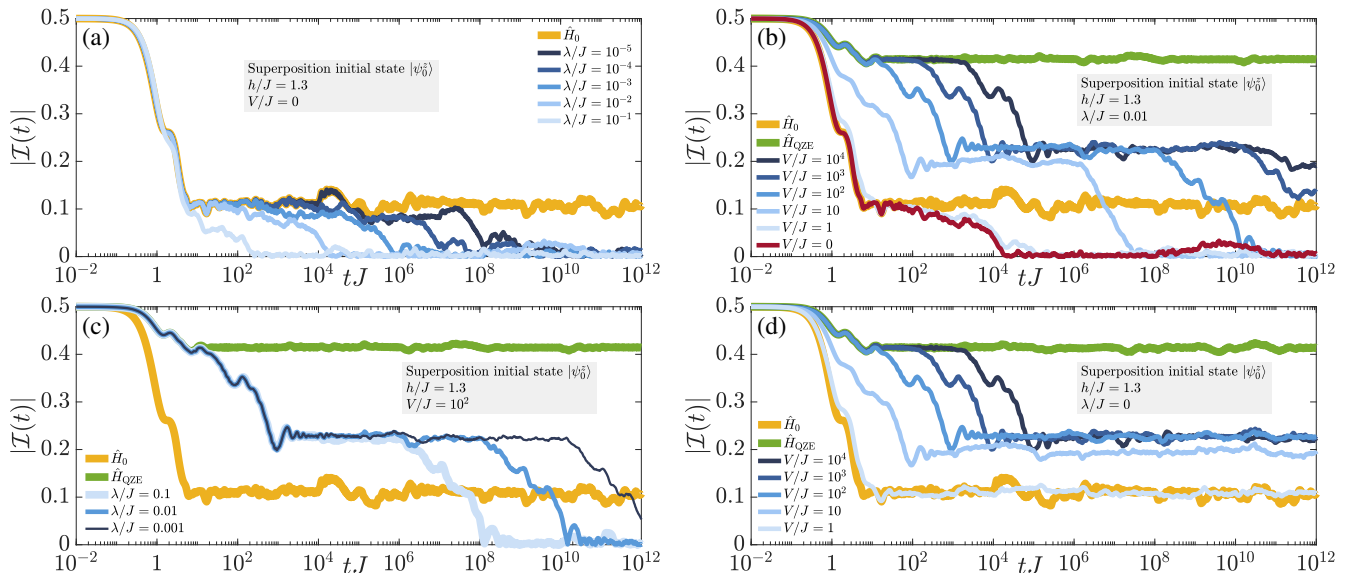 (a)
|I(t)|
0.5
0.4
0.3
0.2
0.1
0
10⁻² 1 10² 10⁴ 10⁶ 10⁸ 10¹⁰ 10¹²
tJ
Superposition initial state |ψ₀ᶻ̂⟩
h/J = 1.3
V/J = 0
Ĥ₀
λ/J = 10⁻⁵
λ/J = 10⁻⁴
λ/J = 10⁻³
λ/J = 10⁻²
λ/J = 10⁻¹
(b)
|I(t)|
0.5
0.4
0.3
0.2
0.1
0
10⁻² 1 10² 10⁴ 10⁶ 10⁸ 10¹⁰ 10¹²
tJ
Superposition initial state |ψ₀ᶻ̂⟩
h/J = 1.3
λ/J = 0.01
Ĥ₀
Ĥ_QZE
V/J = 10⁴
V/J = 10³
V/J = 10²
V/J = 10
V/J = 1
V/J = 0
(c)
|I(t)|
0.5
0.4
0.3
0.2
0.1
0
10⁻² 1 10² 10⁴ 10⁶ 10⁸ 10¹⁰ 10¹²
tJ
Superposition initial state |ψ₀ᶻ̂⟩
h/J = 1.3
V/J = 10²
Ĥ₀
Ĥ_QZE
λ/J = 0.1
λ/J = 0.01
λ/J = 0.001
(d)
|I(t)|
0.5
0.4
0.3
0.2
0.1
0
10⁻² 1 10² 10⁴ 10⁶ 10⁸ 10¹⁰ 10¹²
tJ
Superposition initial state |ψ₀ᶻ̂⟩
h/J = 1.3
λ/J = 0
Ĥ₀
Ĥ_QZE
V/J = 10⁴
V/J = 10³
V/J = 10²
V/J = 10
V/J = 1